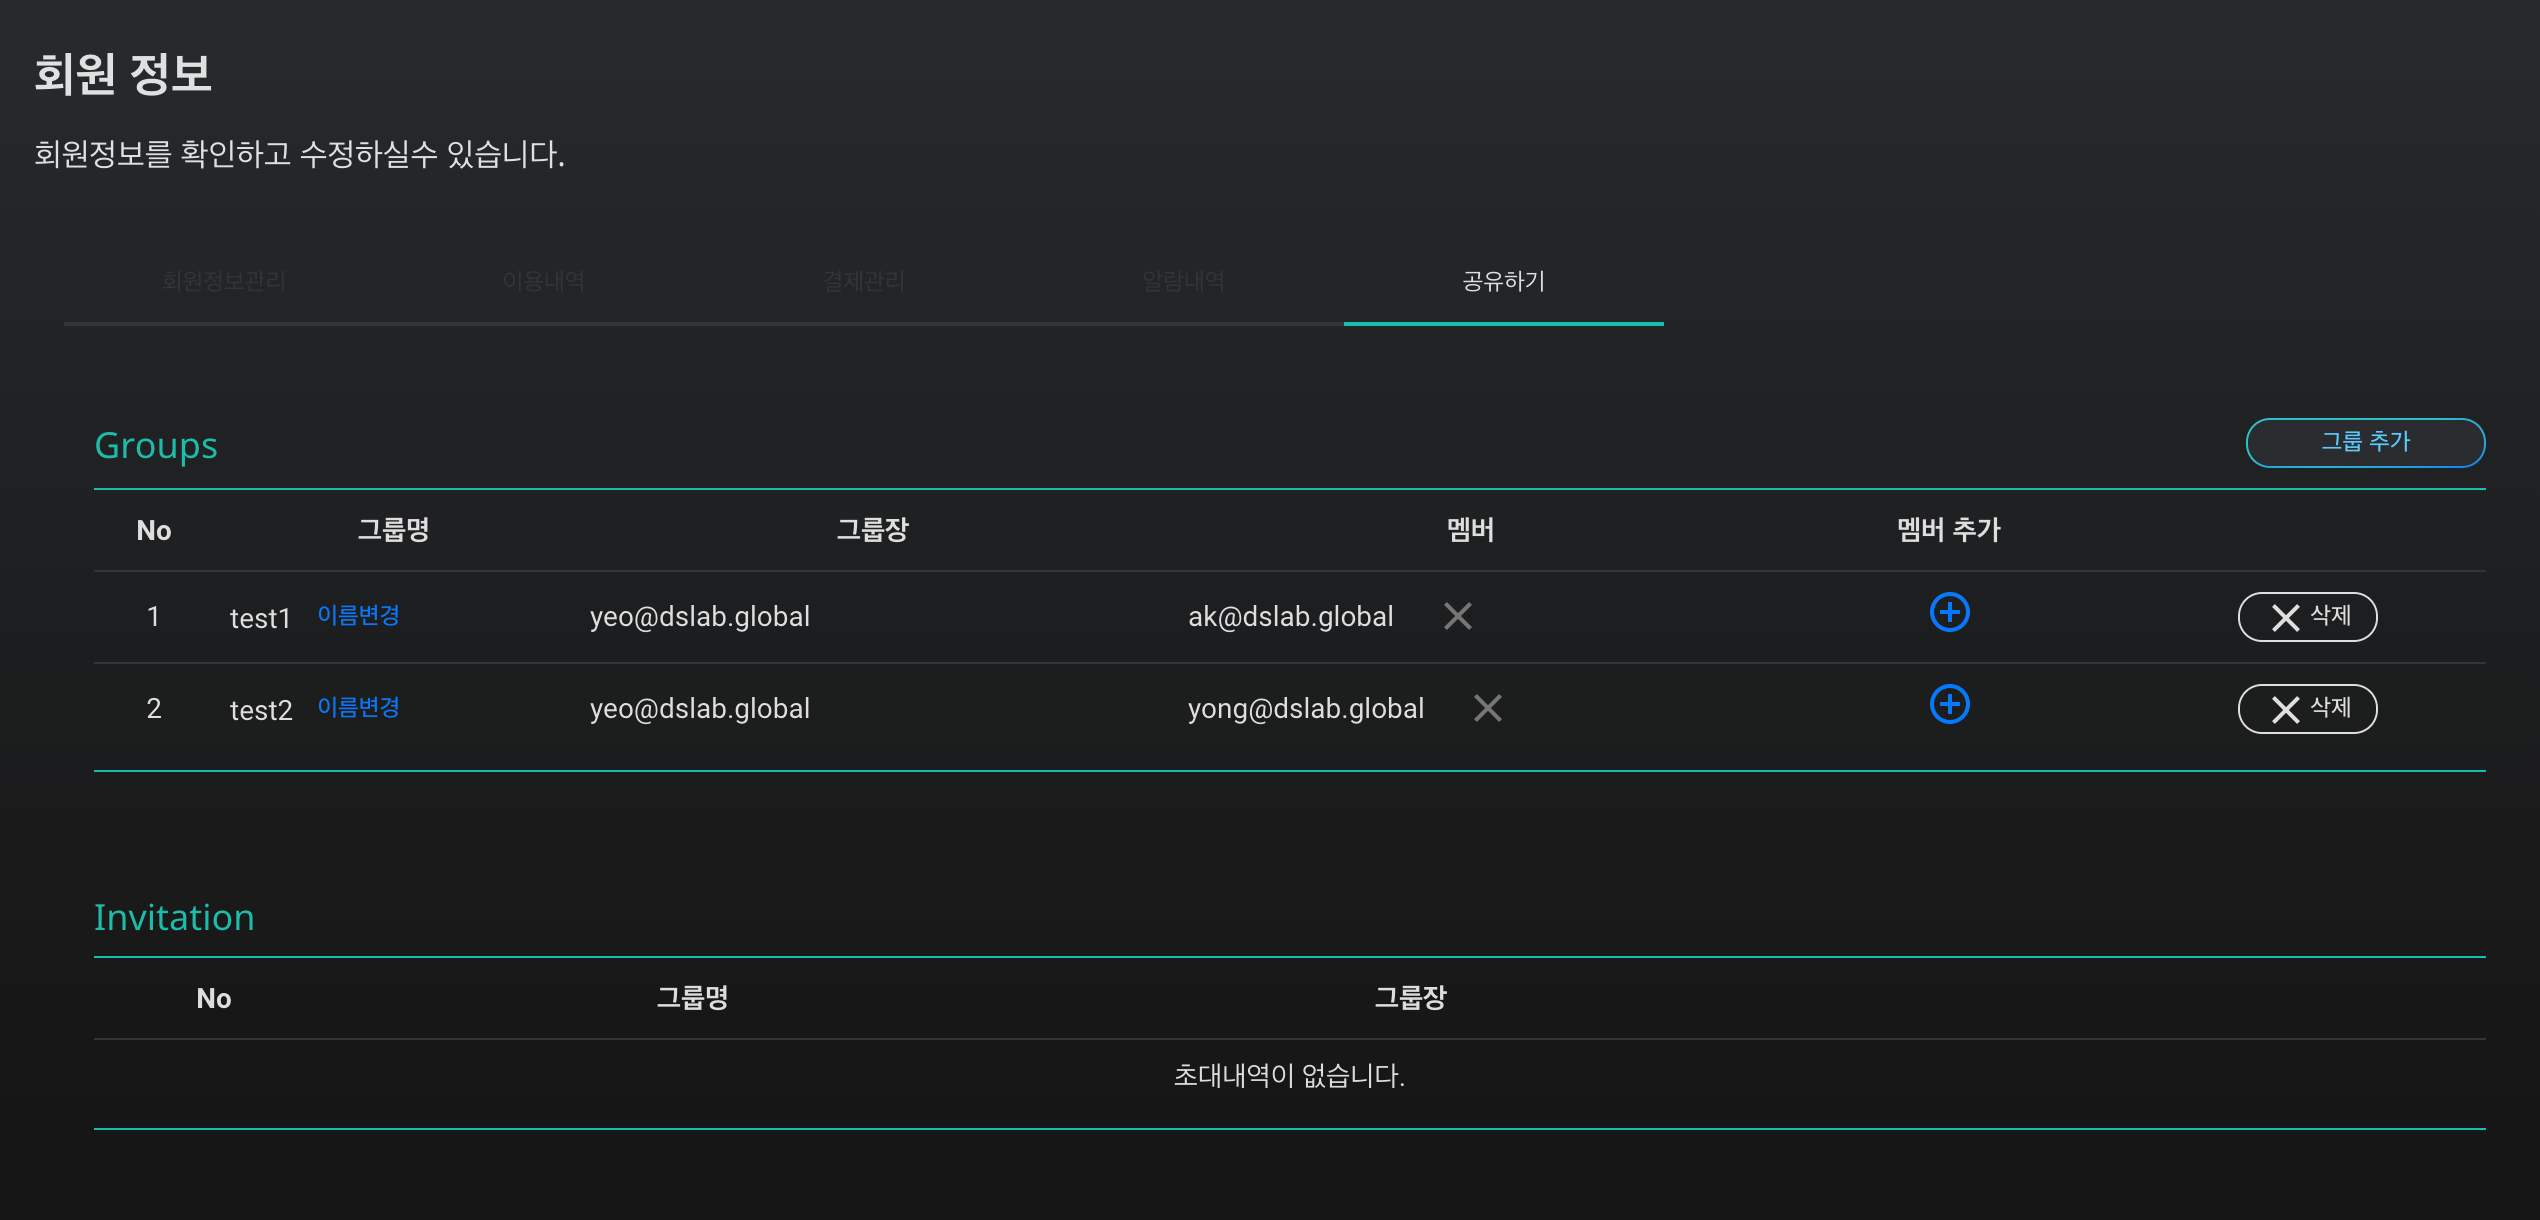 회원 정보
회원정보를 확인하고 수정하실수 있습니다.
회원정보관리 이용내역 결제관리 알람내역 공유하기
Groups 그룹 추가
No 그룹명 그룹장 멤버 멤버 추가
1 test1 이름변경 yeo@dslab.global ak@dslab.global 삭제
2 test2 이름변경 yeo@dslab.global yong@dslab.global 삭제
Invitation
No 그룹명 그룹장
초대내역이 없습니다.